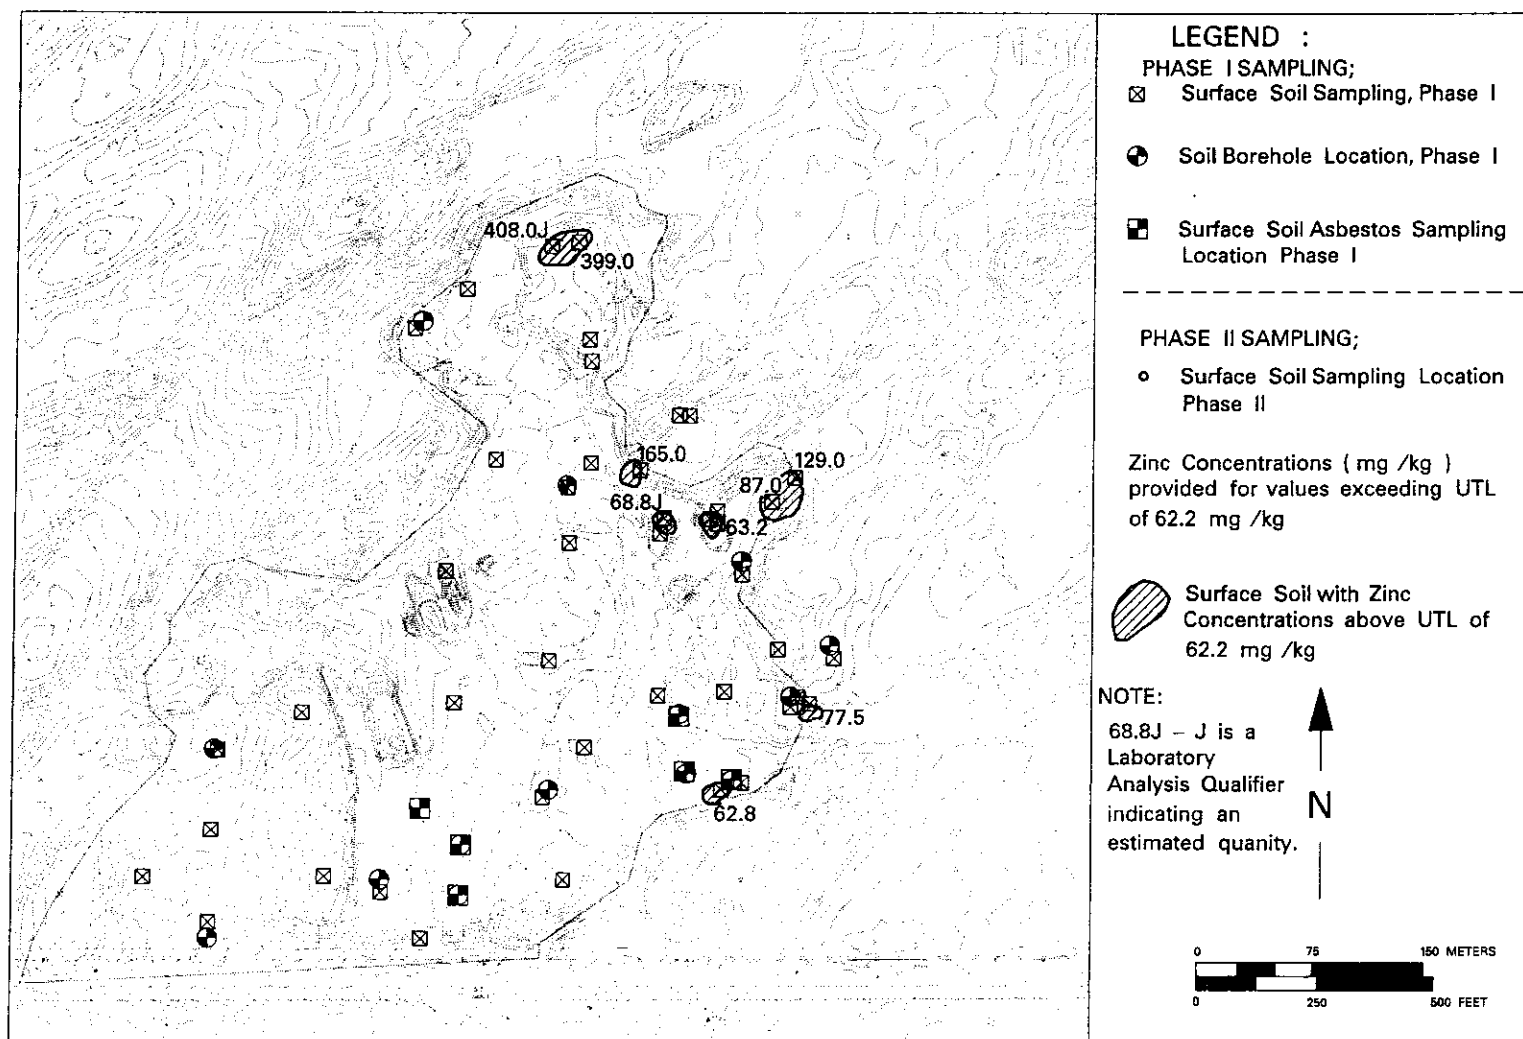 LEGEND :
PHASE I SAMPLING;
Surface Soil Sampling, Phase I
Soil Borehole Location, Phase I
Surface Soil Asbestos Sampling
Location Phase I
PHASE II SAMPLING;
Surface Soil Sampling Location
Phase II
Zinc Concentrations ( mg /kg )
provided for values exceeding UTL
of 62.2 mg /kg
Surface Soil with Zinc
Concentrations above UTL of
62.2 mg /kg
NOTE:
68.8J – J is a
Laboratory
Analysis Qualifier
indicating an
estimated quanity.
N
0 75 150 METERS
0 250 500 FEET
408.0J
399.0
165.0
129.0
87.0
68.8J
63.2
77.5
62.8